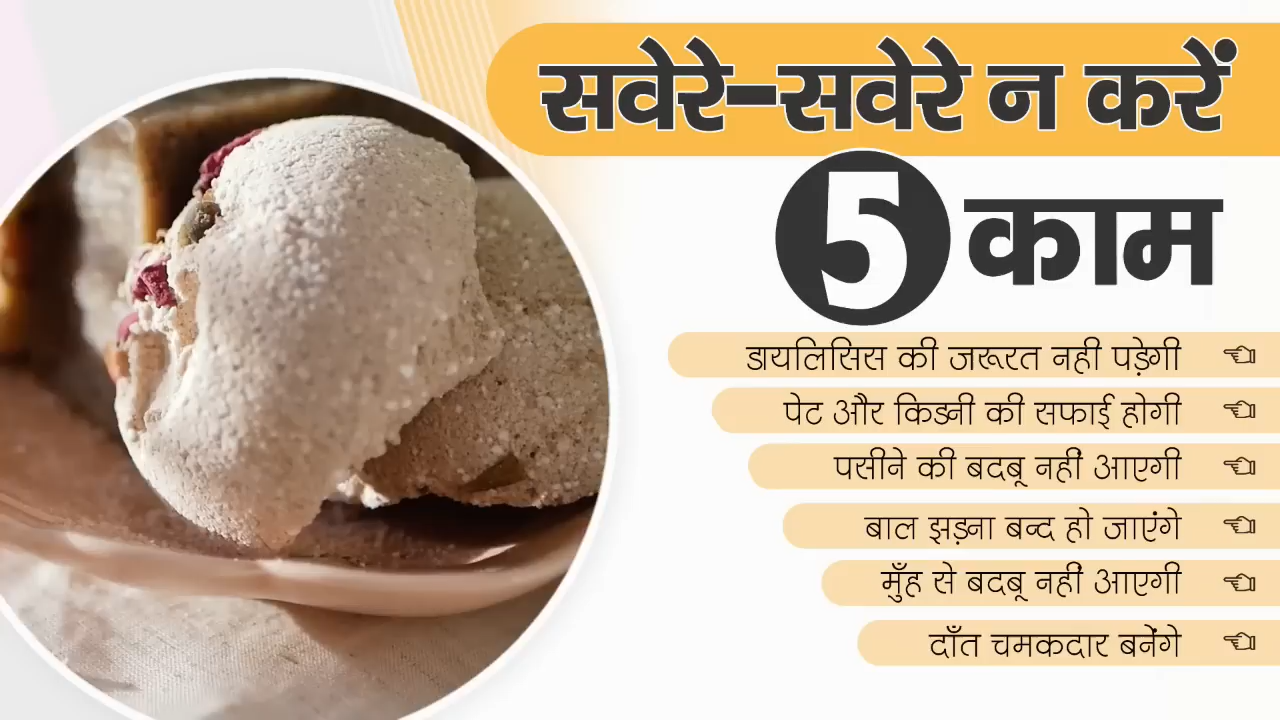 सवेरे-सवेरे न करें
5 काम
डायलिसिस की जरूरत नही पड़ेगी
पेट और किडनी की सफाई होगी
पसीने की बदबू नहीं आएगी
बाल झड़ना बन्द हो जाएंगे
मुँह से बदबू नहीं आएगी
दाँत चमकदार बनेंगे